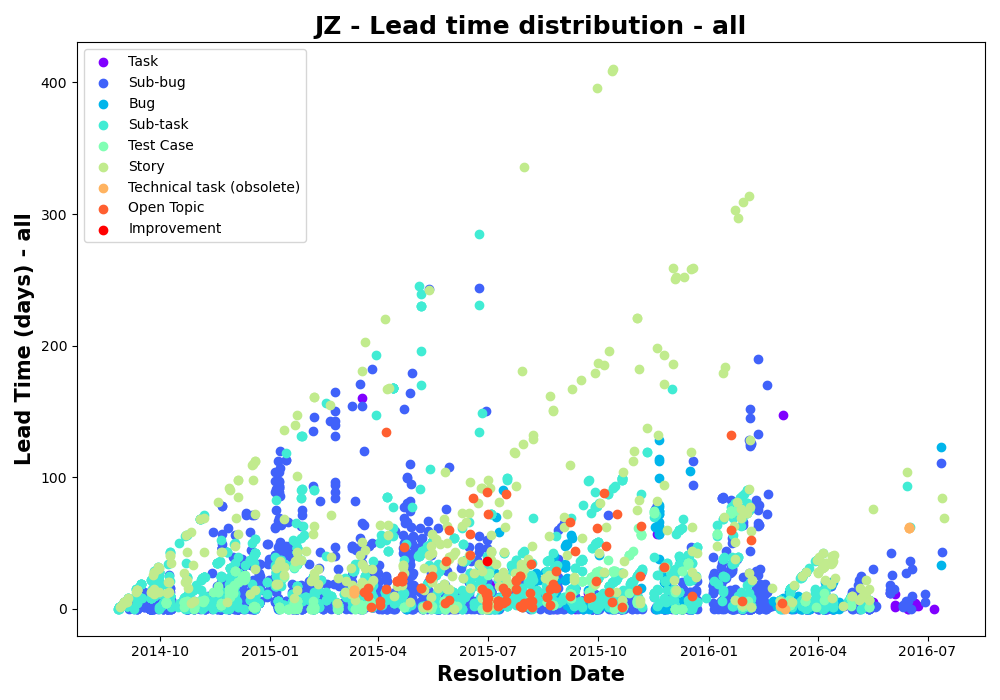 JZ - Lead time distribution - all
Task
Sub-bug
Bug
Sub-task
Test Case
Story
Technical task (obsolete)
Open Topic
Improvement
Lead Time (days) - all
400
300
200
100
0
2014-10 2015-01 2015-04 2015-07 2015-10 2016-01 2016-04 2016-07
Resolution Date